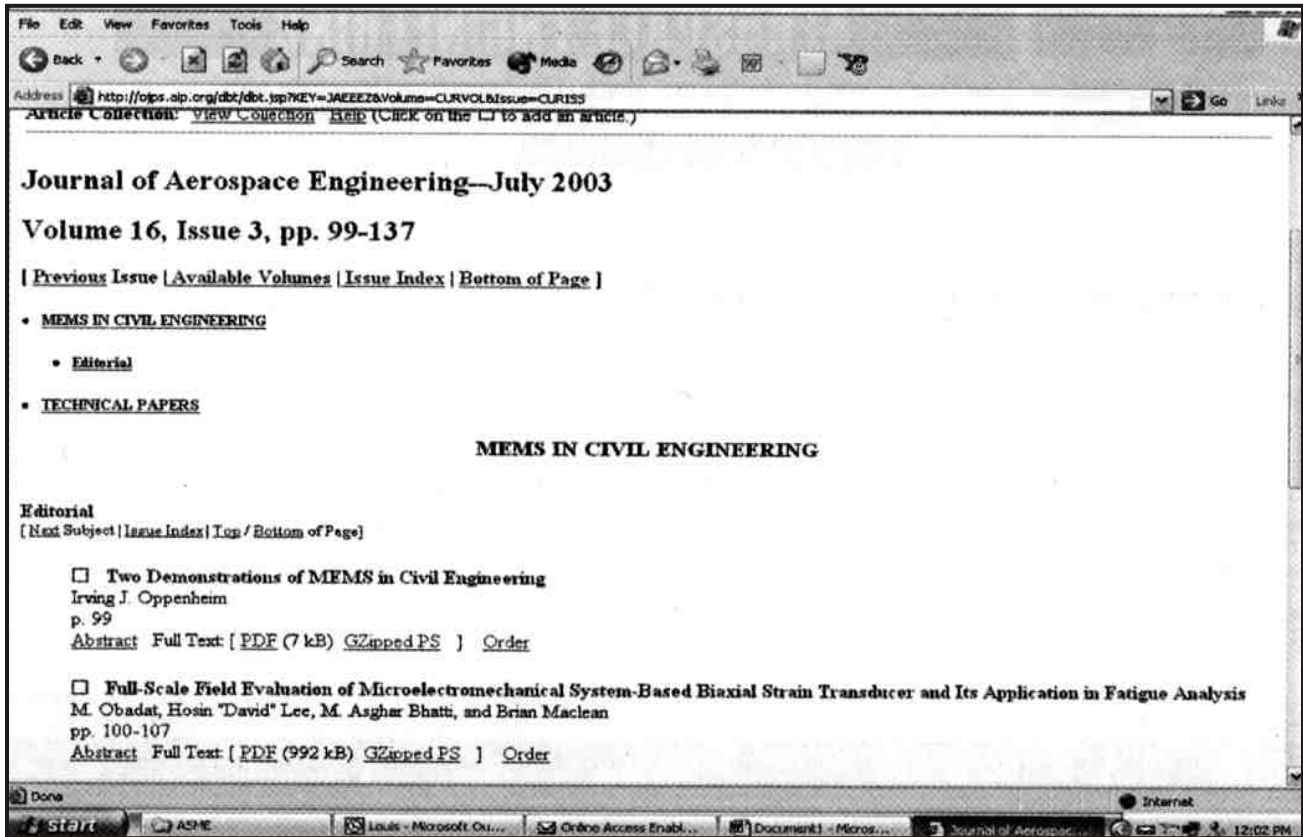 File Edit View Favorites Tools Help
Back Search Favorites Media
Address http://ojps.aip.org/dbt/dbt.jsp?KEY=JAEEEZ&Volume=CURVOL&Issue=CURISS Go Links
Article Collection: View Collection Help (Click on the ☐ to add an article.)
Journal of Aerospace Engineering--July 2003
Volume 16, Issue 3, pp. 99-137
[ Previous Issue | Available Volumes | Issue Index | Bottom of Page ]
• MEMS IN CIVIL ENGINEERING
• Editorial
• TECHNICAL PAPERS
MEMS IN CIVIL ENGINEERING
Editorial
[ Next Subject | Issue Index | Top / Bottom of Page]
☐ Two Demonstrations of MEMS in Civil Engineering
Irving J. Oppenheim
p. 99
Abstract Full Text: [ PDF (7 kB) GZipped PS ] Order
☐ Full-Scale Field Evaluation of Microelectromechanical System-Based Biaxial Strain Transducer and Its Application in Fatigue Analysis
M. Obadat, Hosin "David" Lee, M. Asghar Bhatti, and Brian Maclean
pp. 100-107
Abstract Full Text: [ PDF (992 kB) GZipped PS ] Order
Done Internet
start ASME Louis - Microsoft Ou... Online Access Enabl... Document1 - Micros... Journal of Aerospac... 12:02 PM